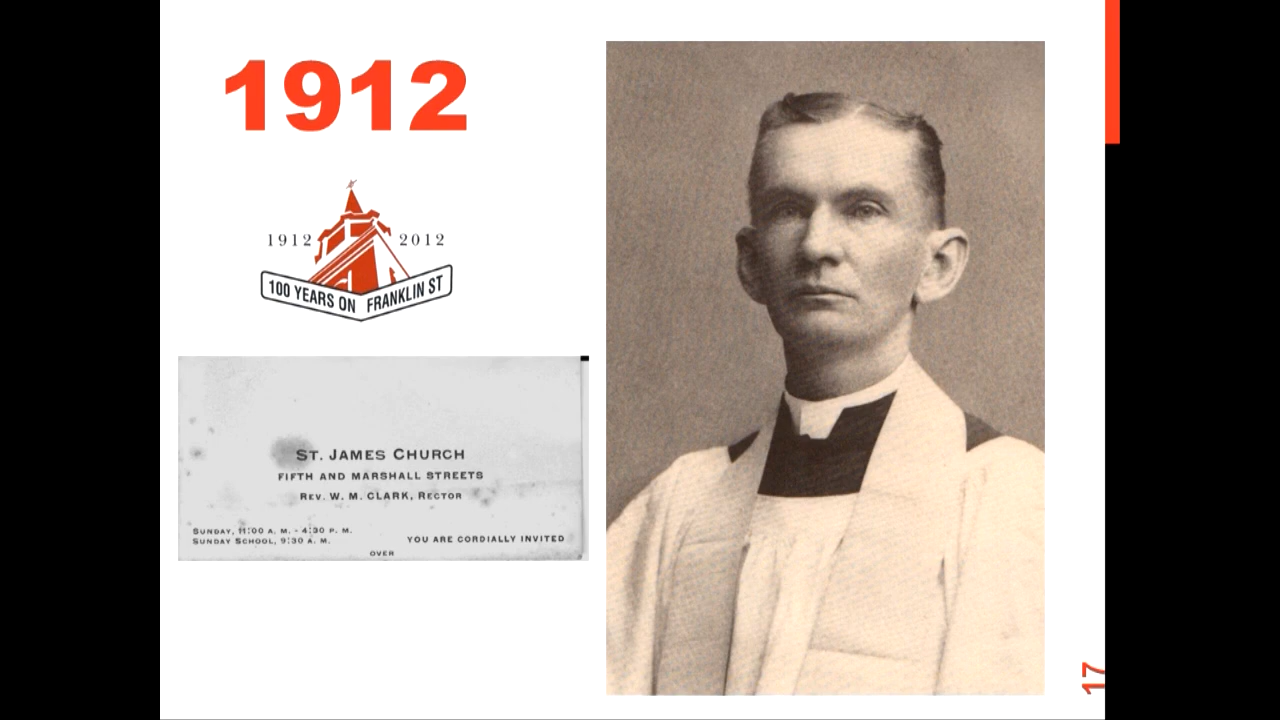 1912
1912 2012
100 YEARS ON FRANKLIN ST
ST. JAMES CHURCH
FIFTH AND MARSHALL STREETS
REV. W. M. CLARK, RECTOR
SUNDAY, 11:00 A. M. - 4:30 P. M.
SUNDAY SCHOOL, 9:30 A. M.
YOU ARE CORDIALLY INVITED
OVER
17